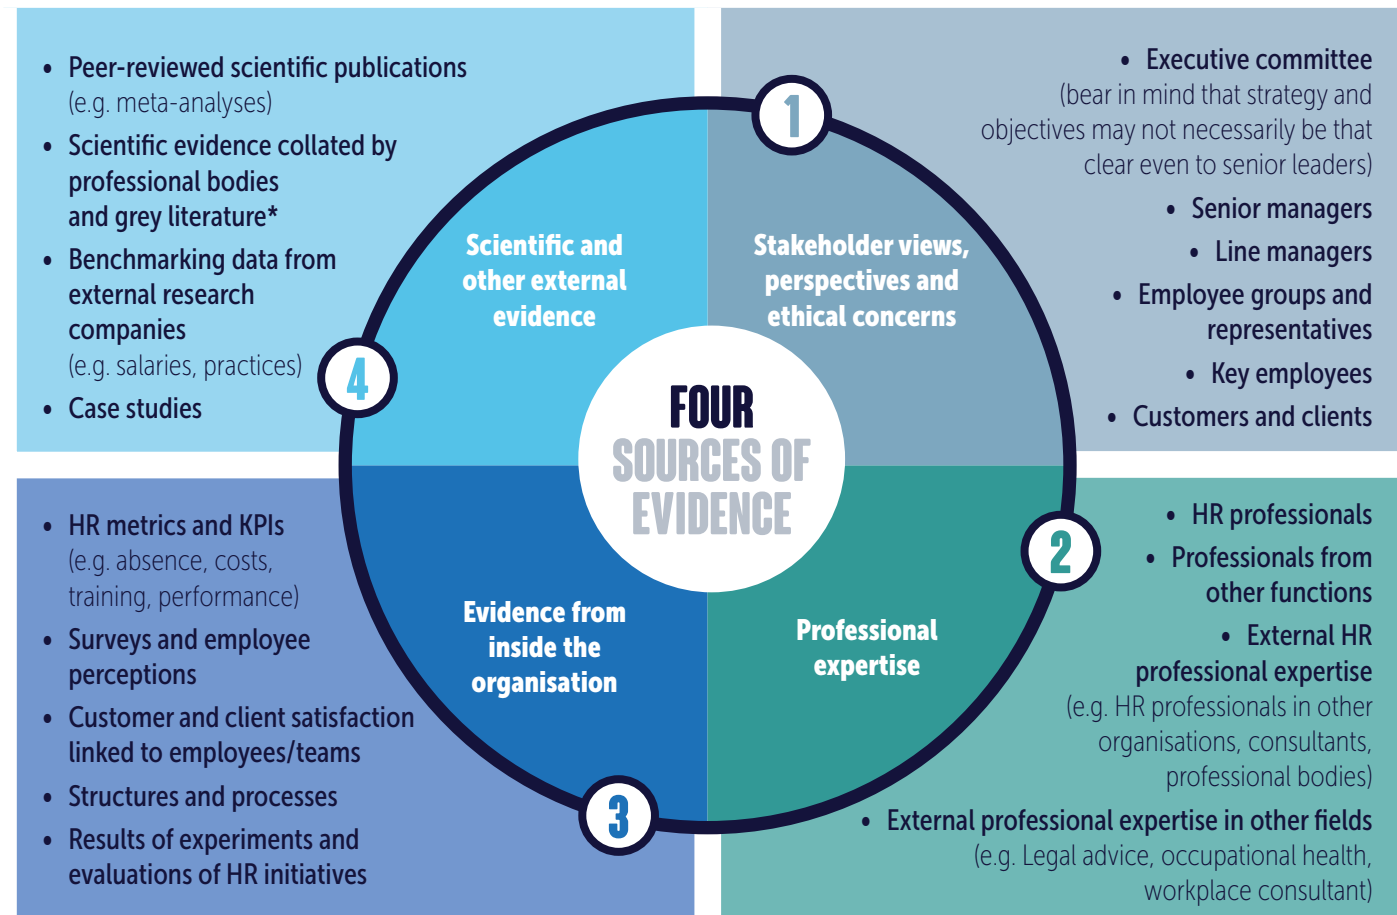 • Peer-reviewed scientific publications
(e.g. meta-analyses)
• Scientific evidence collated by
professional bodies
and grey literature*
• Benchmarking data from
external research
companies
(e.g. salaries, practices)
• Case studies
• Executive committee
(bear in mind that strategy and
objectives may not necessarily be that
clear even to senior leaders)
• Senior managers
• Line managers
• Employee groups and
representatives
• Key employees
• Customers and clients
1
Scientific and
other external
evidence
Stakeholder views,
perspectives and
ethical concerns
4
FOUR
SOURCES OF
EVIDENCE
2
Evidence from
inside the
organisation
Professional
expertise
3
• HR metrics and KPIs
(e.g. absence, costs,
training, performance)
• Surveys and employee
perceptions
• Customer and client satisfaction
linked to employees/teams
• Structures and processes
• Results of experiments and
evaluations of HR initiatives
• HR professionals
• Professionals from
other functions
• External HR
professional expertise
(e.g. HR professionals in other
organisations, consultants,
professional bodies)
• External professional expertise in other fields
(e.g. Legal advice, occupational health,
workplace consultant)